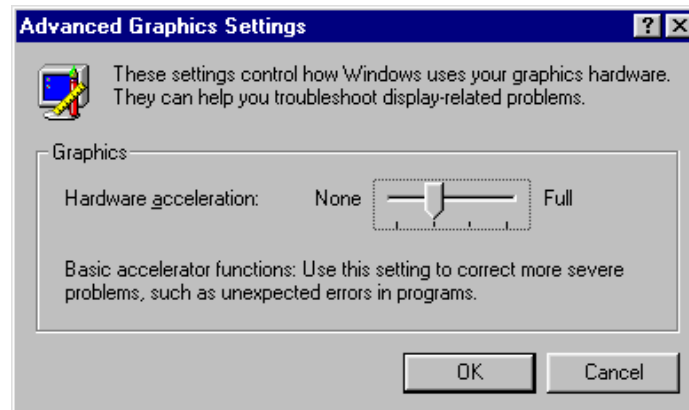 Advanced Graphics Settings
These settings control how Windows uses your graphics hardware.
They can help you troubleshoot display-related problems.
Graphics
Hardware acceleration: None Full
Basic accelerator functions: Use this setting to correct more severe
problems, such as unexpected errors in programs.
OK Cancel